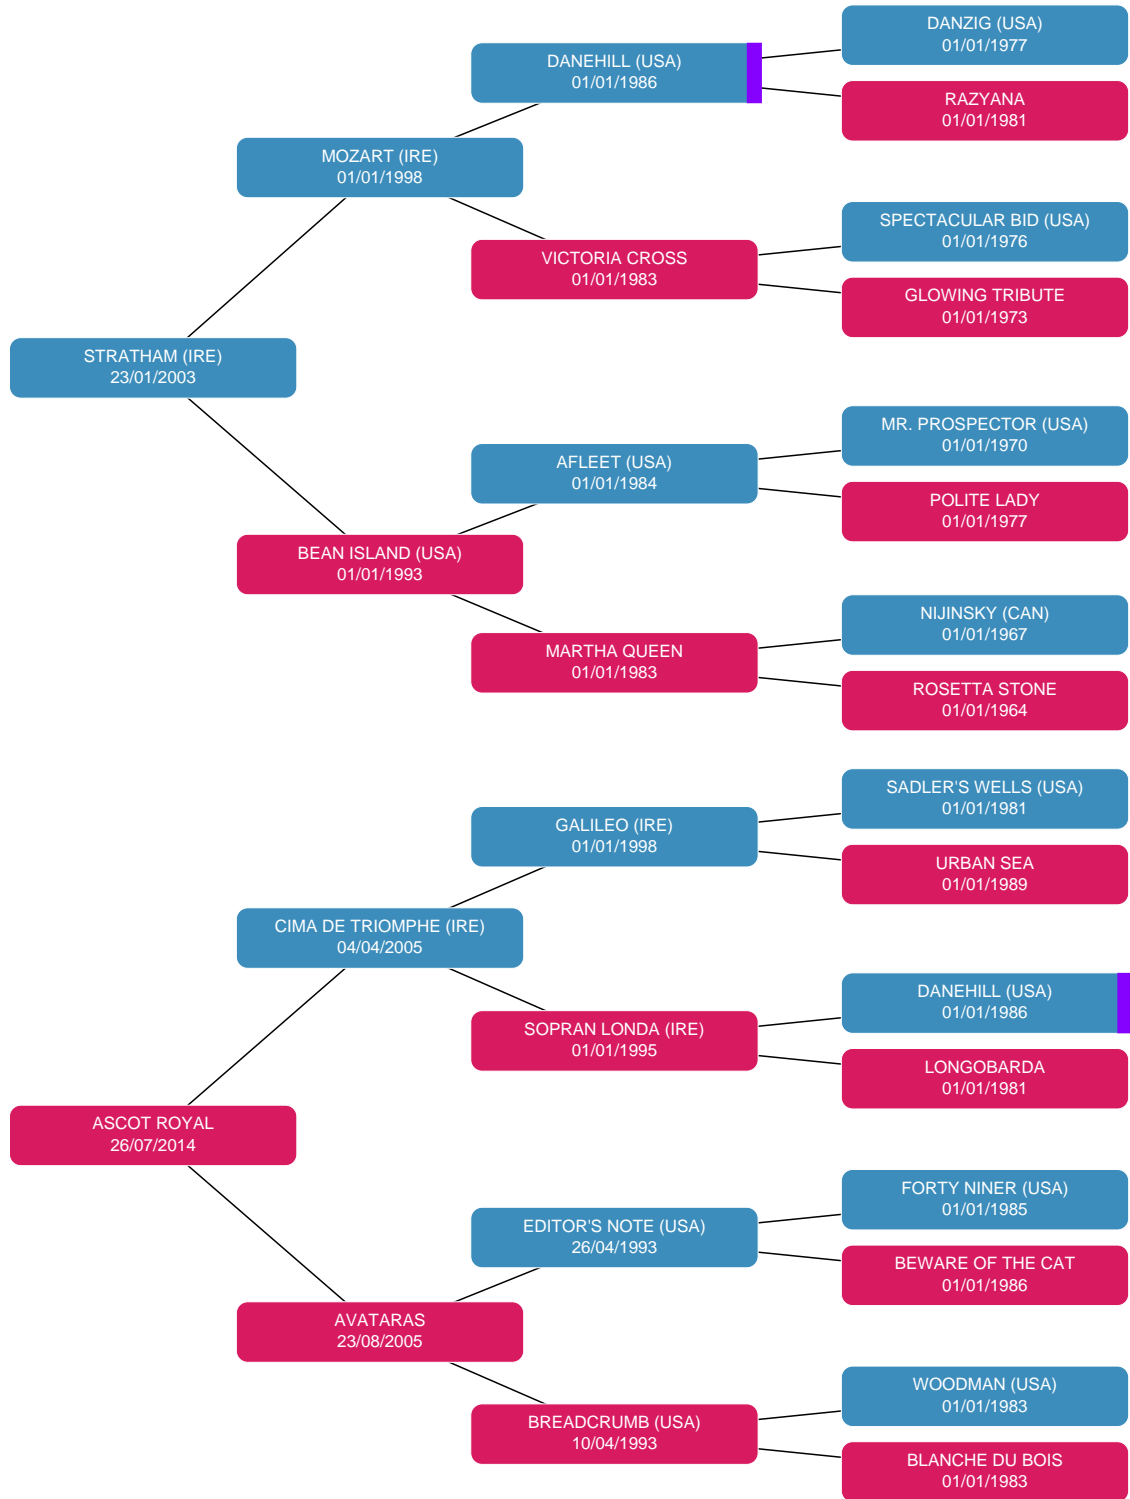 DANZIG (USA)
01/01/1977
DANEHILL (USA)
01/01/1986
RAZYANA
01/01/1981
MOZART (IRE)
01/01/1998
SPECTACULAR BID (USA)
01/01/1976
VICTORIA CROSS
01/01/1983
GLOWING TRIBUTE
01/01/1973
STRATHAM (IRE)
23/01/2003
MR. PROSPECTOR (USA)
01/01/1970
AFLEET (USA)
01/01/1984
POLITE LADY
01/01/1977
BEAN ISLAND (USA)
01/01/1993
NIJINSKY (CAN)
01/01/1967
MARTHA QUEEN
01/01/1983
ROSETTA STONE
01/01/1964
SADLER'S WELLS (USA)
01/01/1981
GALILEO (IRE)
01/01/1998
URBAN SEA
01/01/1989
CIMA DE TRIOMPHE (IRE)
04/04/2005
DANEHILL (USA)
01/01/1986
SOPRAN LONDA (IRE)
01/01/1995
LONGOBARDA
01/01/1981
ASCOT ROYAL
26/07/2014
FORTY NINER (USA)
01/01/1985
EDITOR'S NOTE (USA)
26/04/1993
BEWARE OF THE CAT
01/01/1986
AVATARAS
23/08/2005
WOODMAN (USA)
01/01/1983
BREADCRUMB (USA)
10/04/1993
BLANCHE DU BOIS
01/01/1983